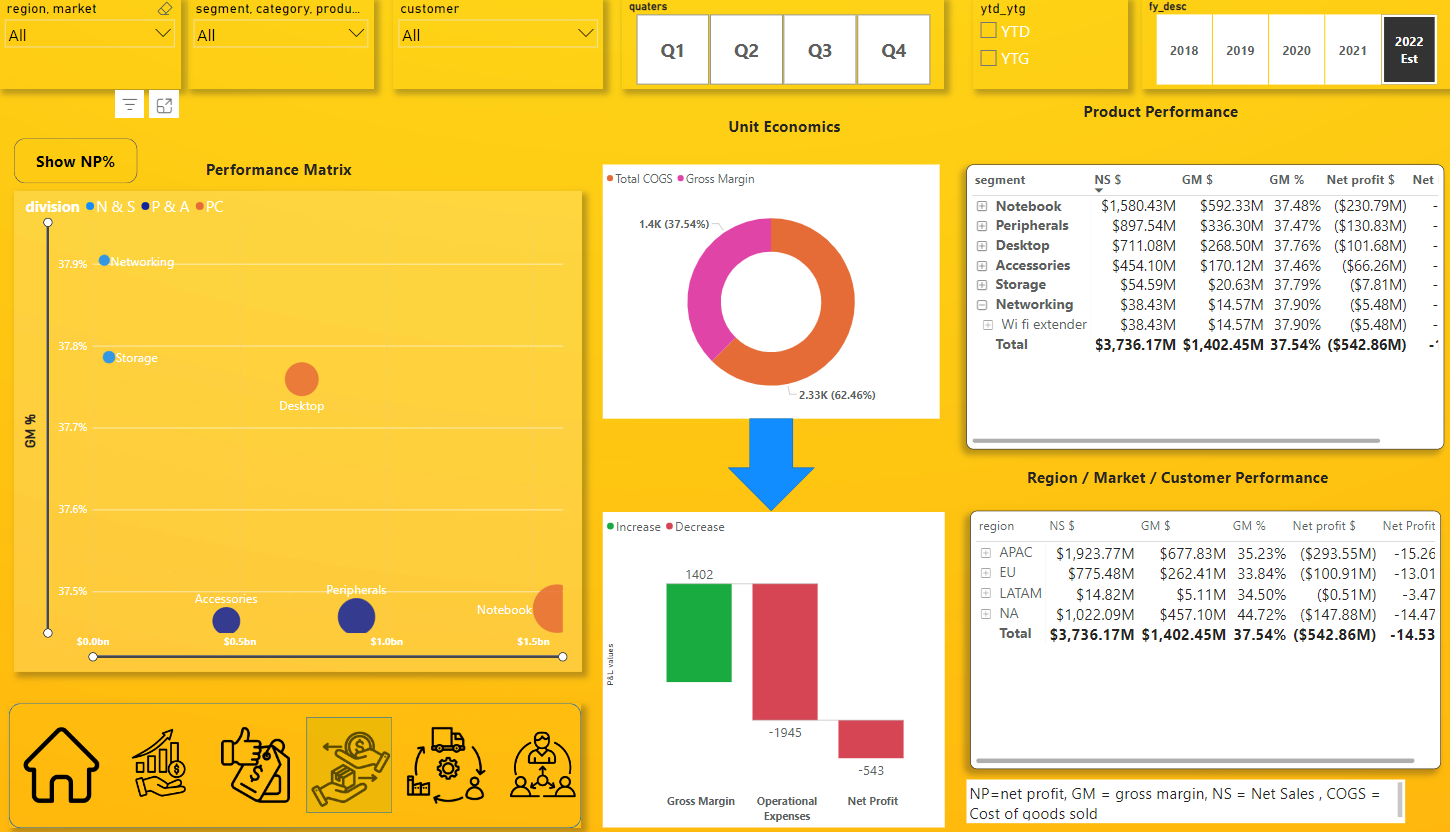 region, market
All
segment, category, produ...
All
customer
All
quaters
Q1 Q2 Q3 Q4
ytd_ytg
YTD
YTG
fy_desc
2018 2019 2020 2021 2022 Est
Show NP%
Performance Matrix
division N & S P & A PC
GM %
37.9%
37.8%
37.7%
37.6%
37.5%
Networking
Storage
Desktop
Accessories
Peripherals
Notebook
$0.0bn $0.5bn $1.0bn $1.5bn
Unit Economics
Total COGS Gross Margin
1.4K (37.54%)
2.33K (62.46%)
Increase Decrease
P&L values
1402
-1945
-543
Gross Margin
Operational
Expenses
Net Profit
Product Performance
segment NS $ GM $ GM % Net profit $ Net
Notebook $1,580.43M $592.33M 37.48% ($230.79M) -
Peripherals $897.54M $336.30M 37.47% ($130.83M) -
Desktop $711.08M $268.50M 37.76% ($101.68M) -
Accessories $454.10M $170.12M 37.46% ($66.26M) -
Storage $54.59M $20.63M 37.79% ($7.81M) -
Networking $38.43M $14.57M 37.90% ($5.48M) -
Wi fi extender $38.43M $14.57M 37.90% ($5.48M) -
Total $3,736.17M $1,402.45M 37.54% ($542.86M) -
Region / Market / Customer Performance
region NS $ GM $ GM % Net profit $ Net Profit
APAC $1,923.77M $677.83M 35.23% ($293.55M) -15.26
EU $775.48M $262.41M 33.84% ($100.91M) -13.01
LATAM $14.82M $5.11M 34.50% ($0.51M) -3.47
NA $1,022.09M $457.10M 44.72% ($147.88M) -14.47
Total $3,736.17M $1,402.45M 37.54% ($542.86M) -14.53
NP=net profit, GM = gross margin, NS = Net Sales , COGS =
Cost of goods sold